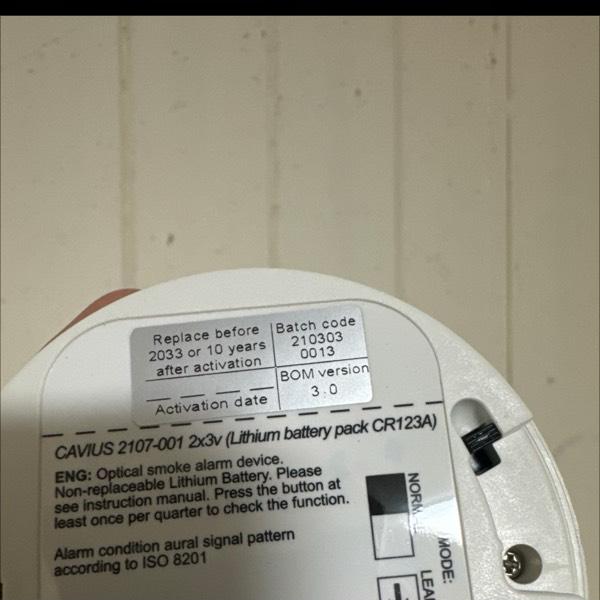 Replace before
2033 or 10 years
after activation
Activation date
Batch code
210303
0013
BOM version
3.0
CAVIUS 2107-001 2x3v (Lithium battery pack CR123A)
ENG: Optical smoke alarm device.
Non-replaceable Lithium Battery. Please
see instruction manual. Press the button at
least once per quarter to check the function.
Alarm condition aural signal pattern
according to ISO 8201
MODE: